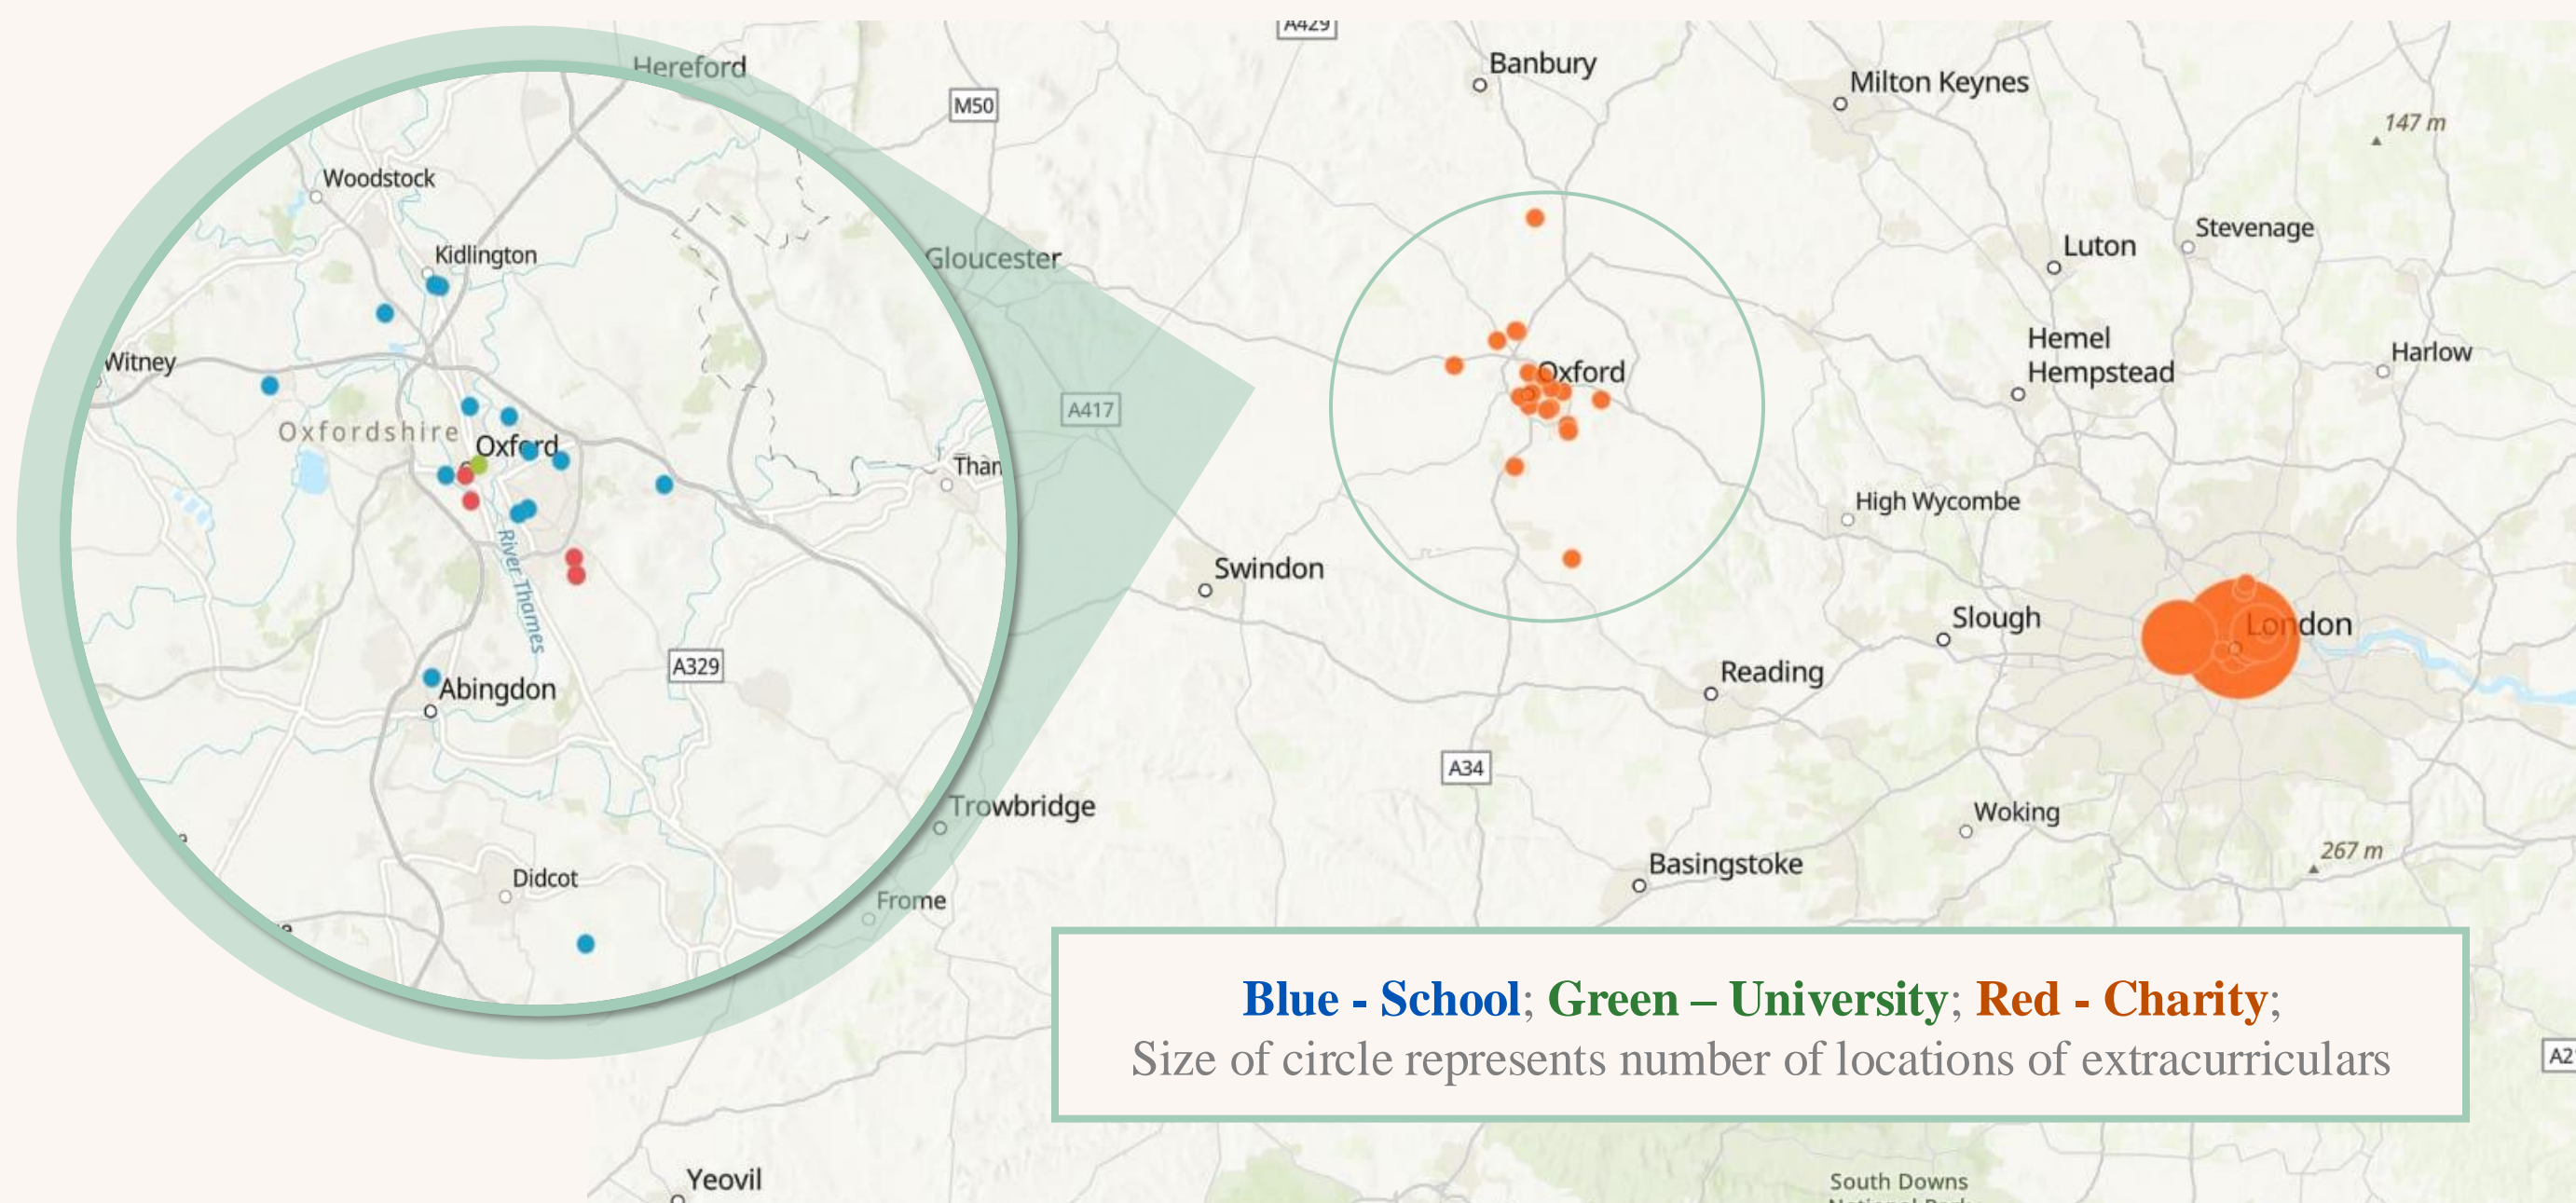 A429
Hereford
Banbury
Milton Keynes
M50
147 m
Woodstock
Stevenage
Luton
Kidlington
Gloucester
Hemel
Hempstead
Harlow
Witney
Oxford
A417
Oxfordshire
Oxford
Than
High Wycombe
River Thames
Swindon
Slough
London
A329
Reading
Abingdon
A34
Trowbridge
Woking
267 m
Basingstoke
Didcot
Frome
Blue - School; Green – University; Red - Charity;
Size of circle represents number of locations of extracurriculars
A2
Yeovil
South Downs